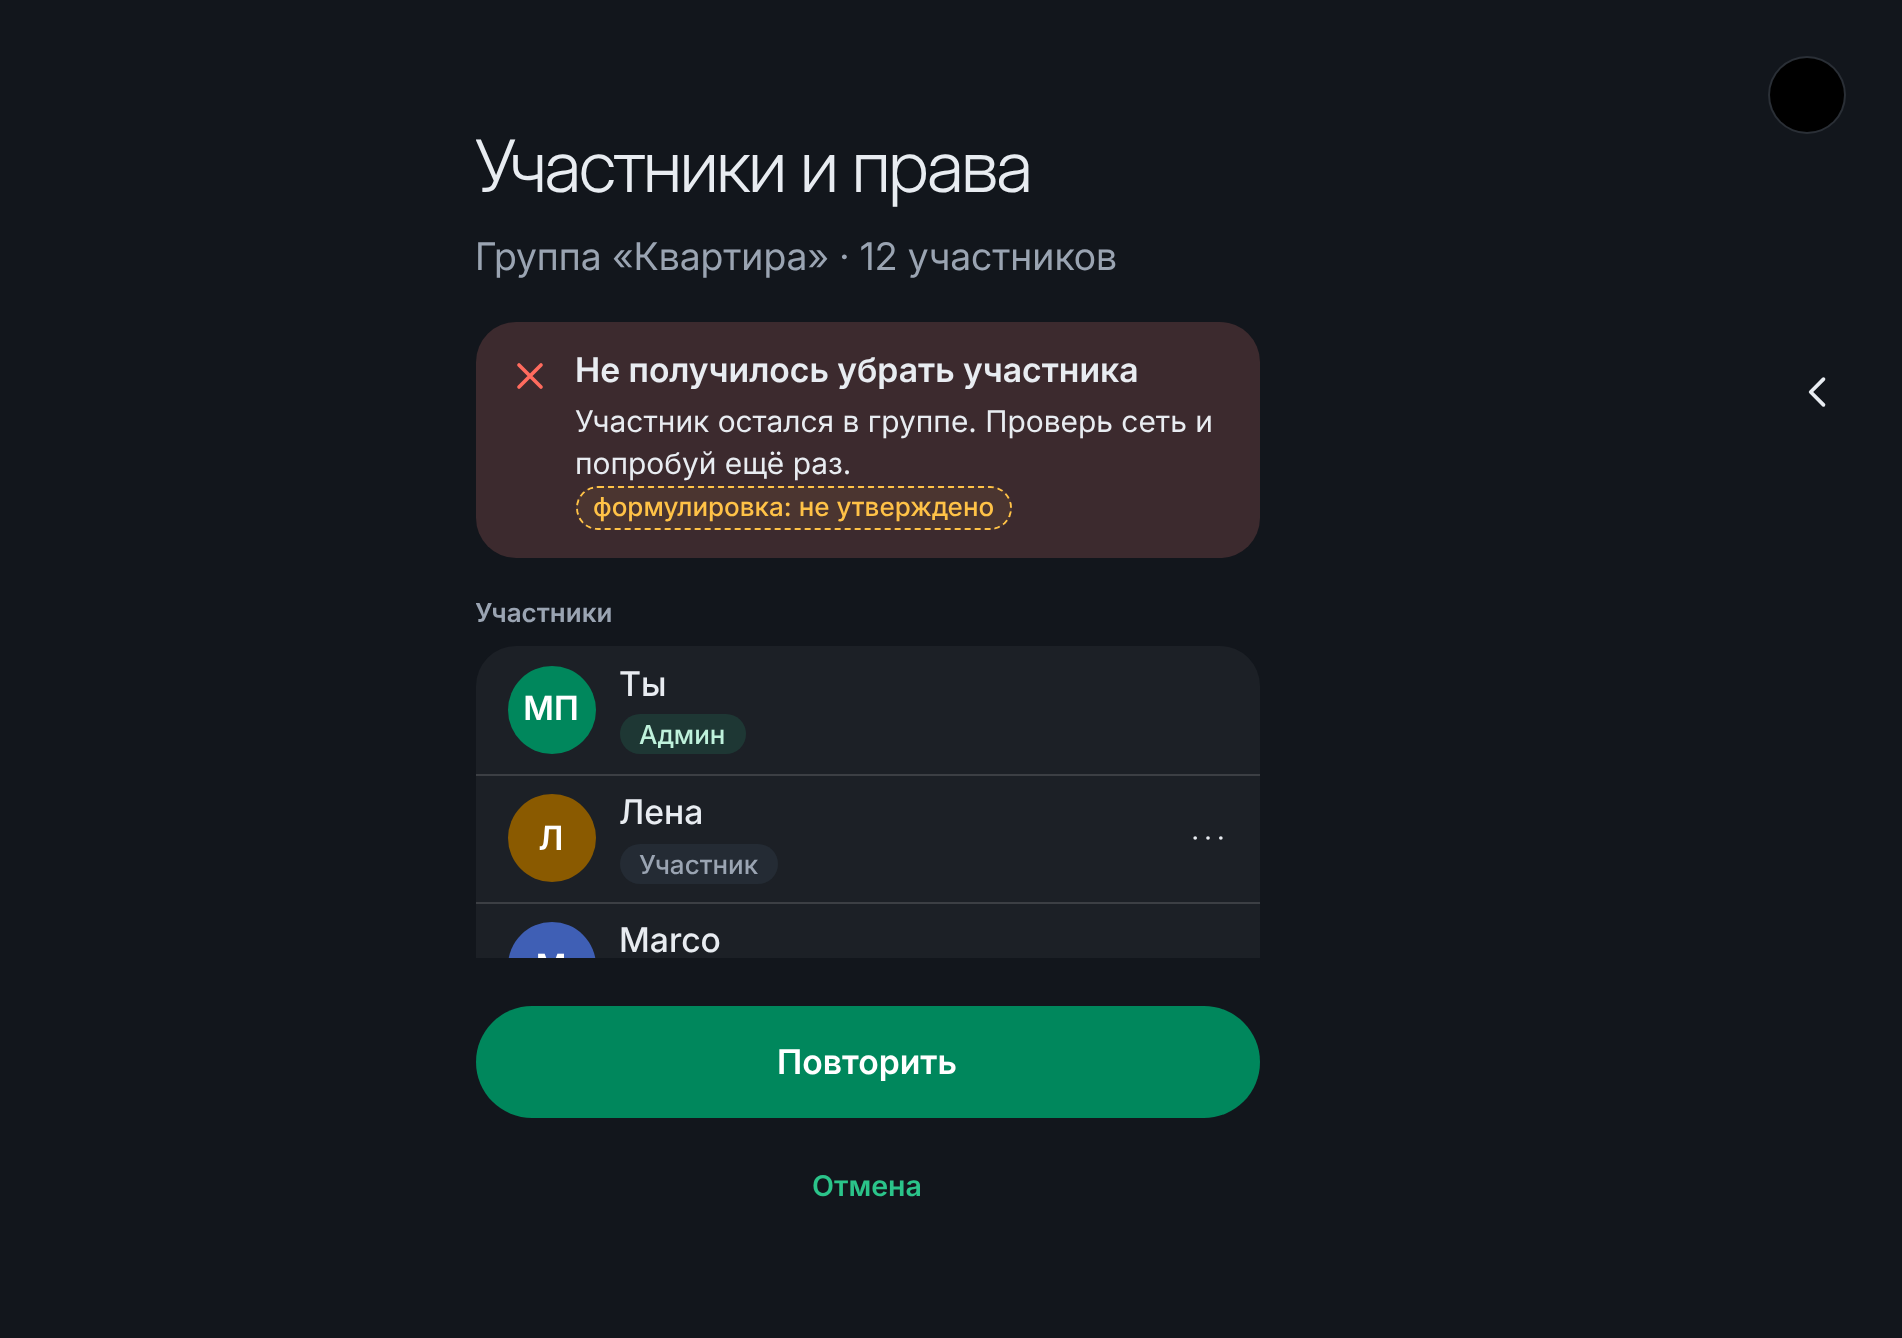 Участники и права
Группа «Квартира» · 12 участников
Не получилось убрать участника
Участник остался в группе. Проверь сеть и
попробуй ещё раз.
формулировка: не утверждено
Участники
МП
Ты
Админ
Л
Лена
Участник
Marco
Повторить
Отмена